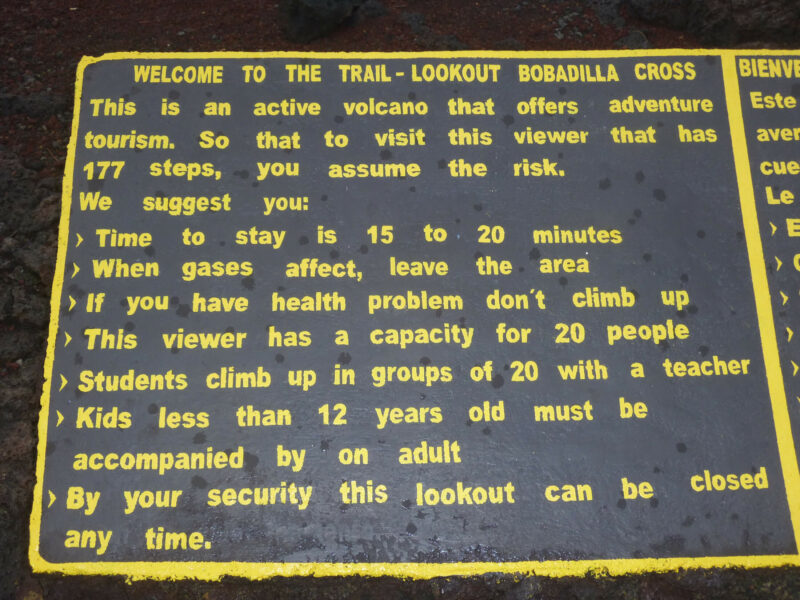 WELCOME TO THE TRAIL - LOOKOUT BOBADILLA CROSS
This is an active volcano that offers adventure
tourism. So that to visit this viewer that has
177 steps, you assume the risk.
We suggest you:
› Time to stay is 15 to 20 minutes
› When gases affect, leave the area
› If you have health problem don´t climb up
› This viewer has a capacity for 20 people
› Students climb up in groups of 20 with a teacher
› Kids less than 12 years old must be
accompanied by on adult
› By your security this lookout can be closed
any time.
BIENVE
Este
aver
cue
Le
› E